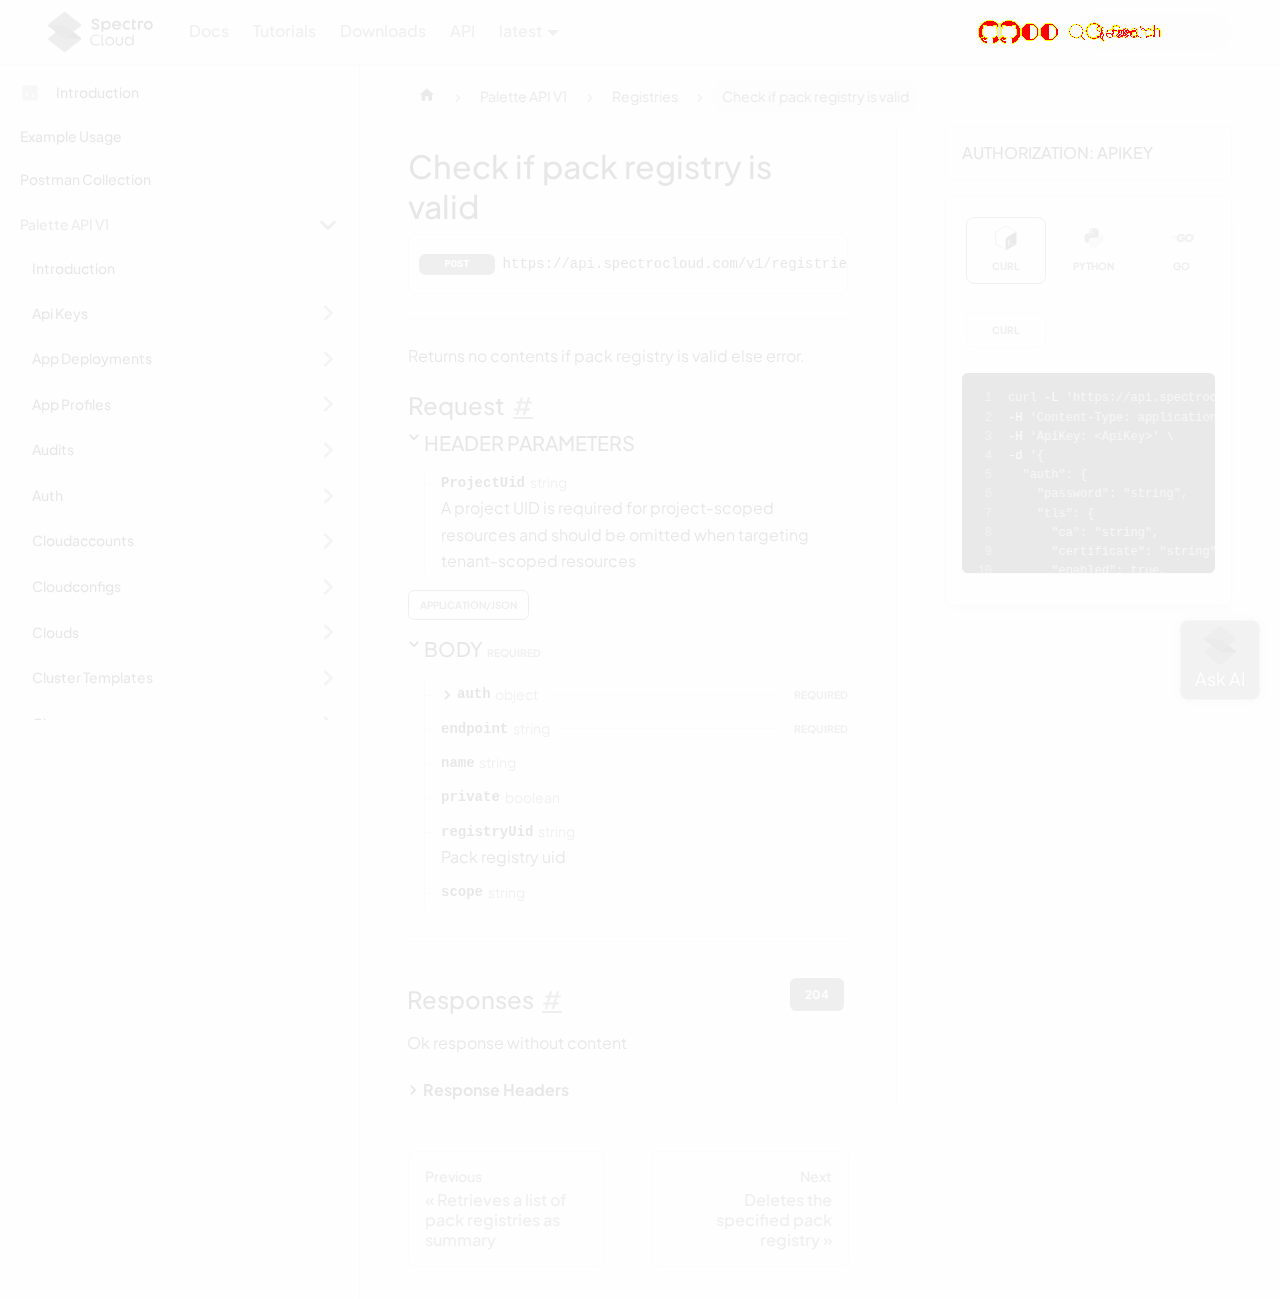 Spectro Cloud
Docs Tutorials Downloads API latest
Introduction
Example Usage
Postman Collection
Palette API V1
Introduction
Api Keys
App Deployments
App Profiles
Audits
Auth
Cloudaccounts
Cloudconfigs
Clouds
Cluster Templates
Palette API V1 Registries Check if pack registry is valid
Check if pack registry is
valid
POST https://api.spectrocloud.com/v1/registrie
Returns no contents if pack registry is valid else error.
Request #
HEADER PARAMETERS
ProjectUid string
A project UID is required for project-scoped
resources and should be omitted when targeting
tenant-scoped resources
APPLICATION/JSON
BODY REQUIRED
auth object REQUIRED
endpoint string REQUIRED
name string
private boolean
registryUid string
Pack registry uid
scope string
Responses #
204
Ok response without content
Response Headers
Previous
« Retrieves a list of
pack registries as
summary
Next
Deletes the
specified pack
registry »
AUTHORIZATION: APIKEY
CURL PYTHON GO
CURL
1 curl -L 'https://api.spectroc
2 -H 'Content-Type: application
3 -H 'ApiKey: <ApiKey>' \
4 -d '{
5 "auth": {
6 "password": "string",
7 "tls": {
8 "ca": "string",
9 "certificate": "string"
10 "enabled": true
Ask AI